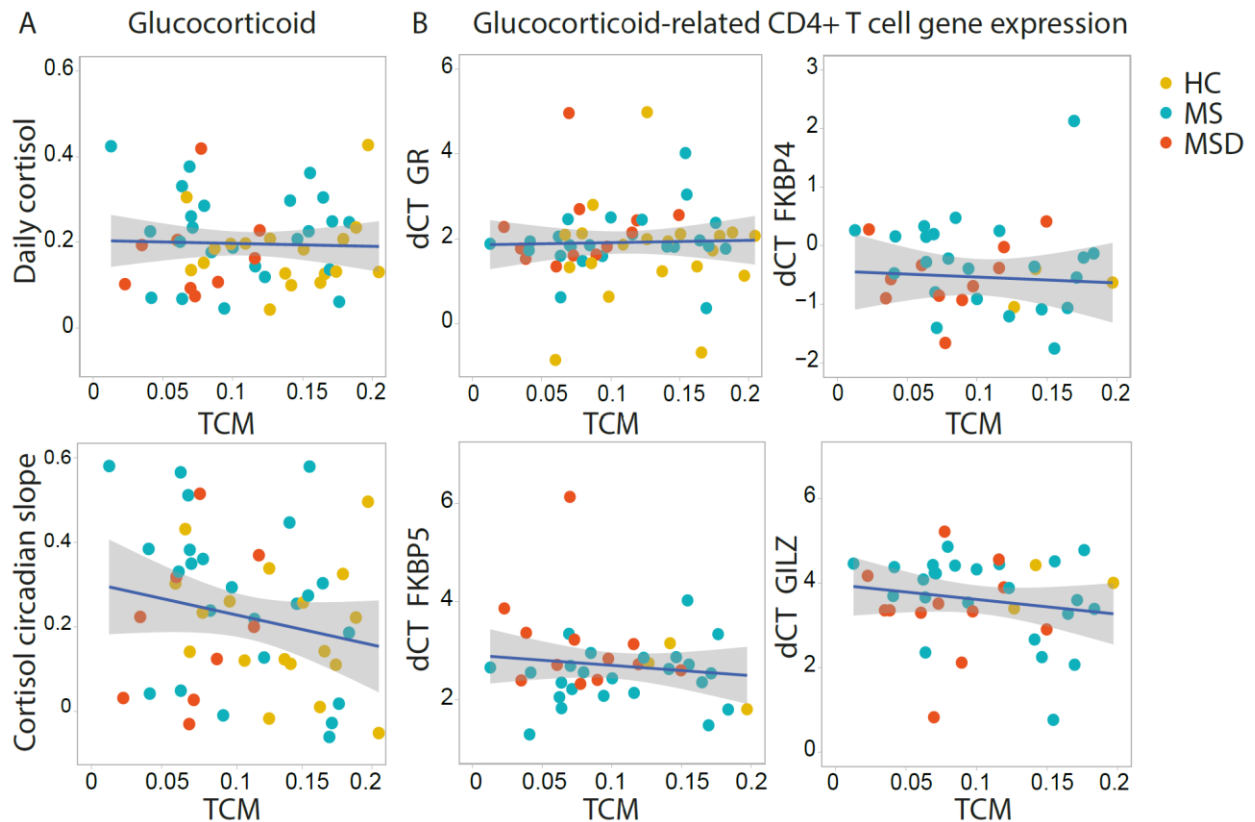 A Glucocorticoid
B Glucocorticoid-related CD4+ T cell gene expression
HC
MS
MSD
Daily cortisol
0.6
0.4
0.2
0
0 0.05 0.1 0.15 0.2
TCM
dCT GR
6
4
2
0
0 0.05 0.1 0.15 0.2
TCM
dCT FKBP4
3
2
1
0
−1
−2
0 0.05 0.1 0.15 0.2
TCM
Cortisol circadian slope
0.6
0.4
0.2
0
0 0.05 0.1 0.15 0.2
TCM
dCT FKBP5
6
4
2
0 0.05 0.1 0.15 0.2
TCM
dCT GILZ
6
4
2
0
0 0.05 0.1 0.15 0.2
TCM